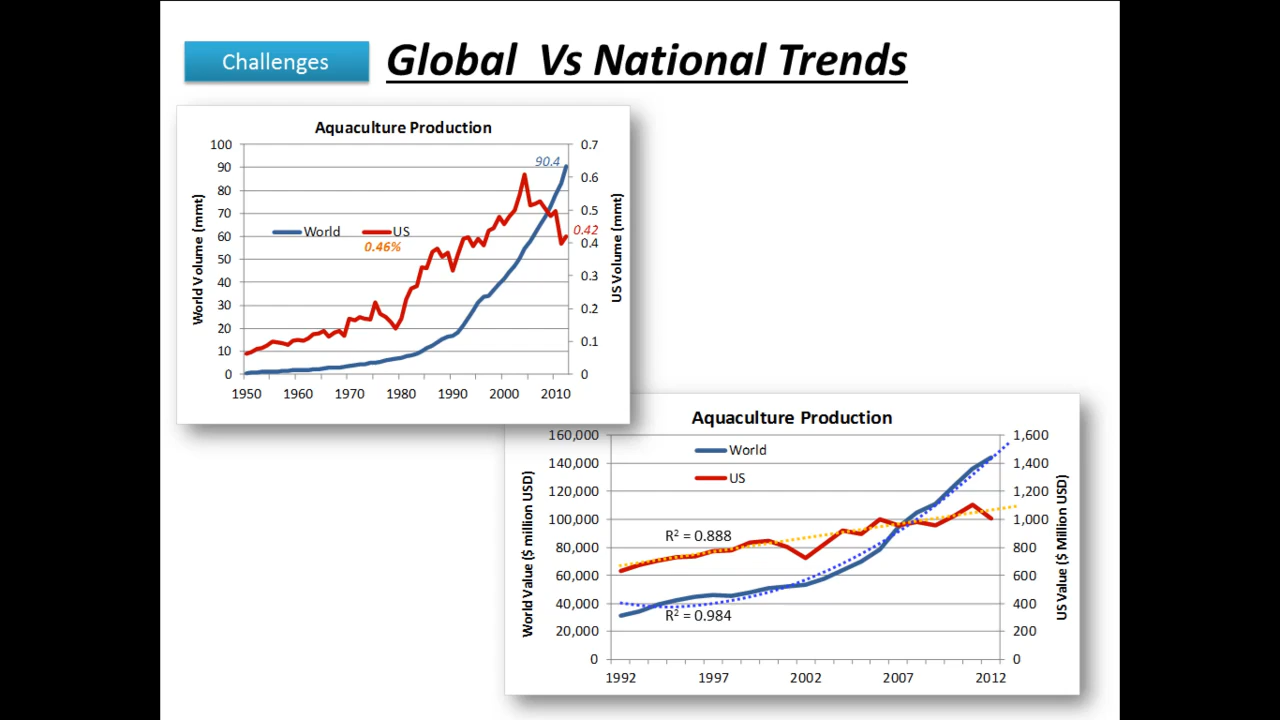 Challenges
Global Vs National Trends
Aquaculture Production
World Volume (mmt)
100
90
80
70
60
50
40
30
20
10
0
World
US
0.46%
90.4
0.42
0.7
0.6
0.5
0.4
0.3
0.2
0.1
0
US Volume (mmt)
1950 1960 1970 1980 1990 2000 2010
Aquaculture Production
World Value ($ million USD)
160,000
140,000
120,000
100,000
80,000
60,000
40,000
20,000
0
World
US
R² = 0.888
R² = 0.984
1,600
1,400
1,200
1,000
800
600
400
200
0
US Value ($ Million USD)
1992 1997 2002 2007 2012